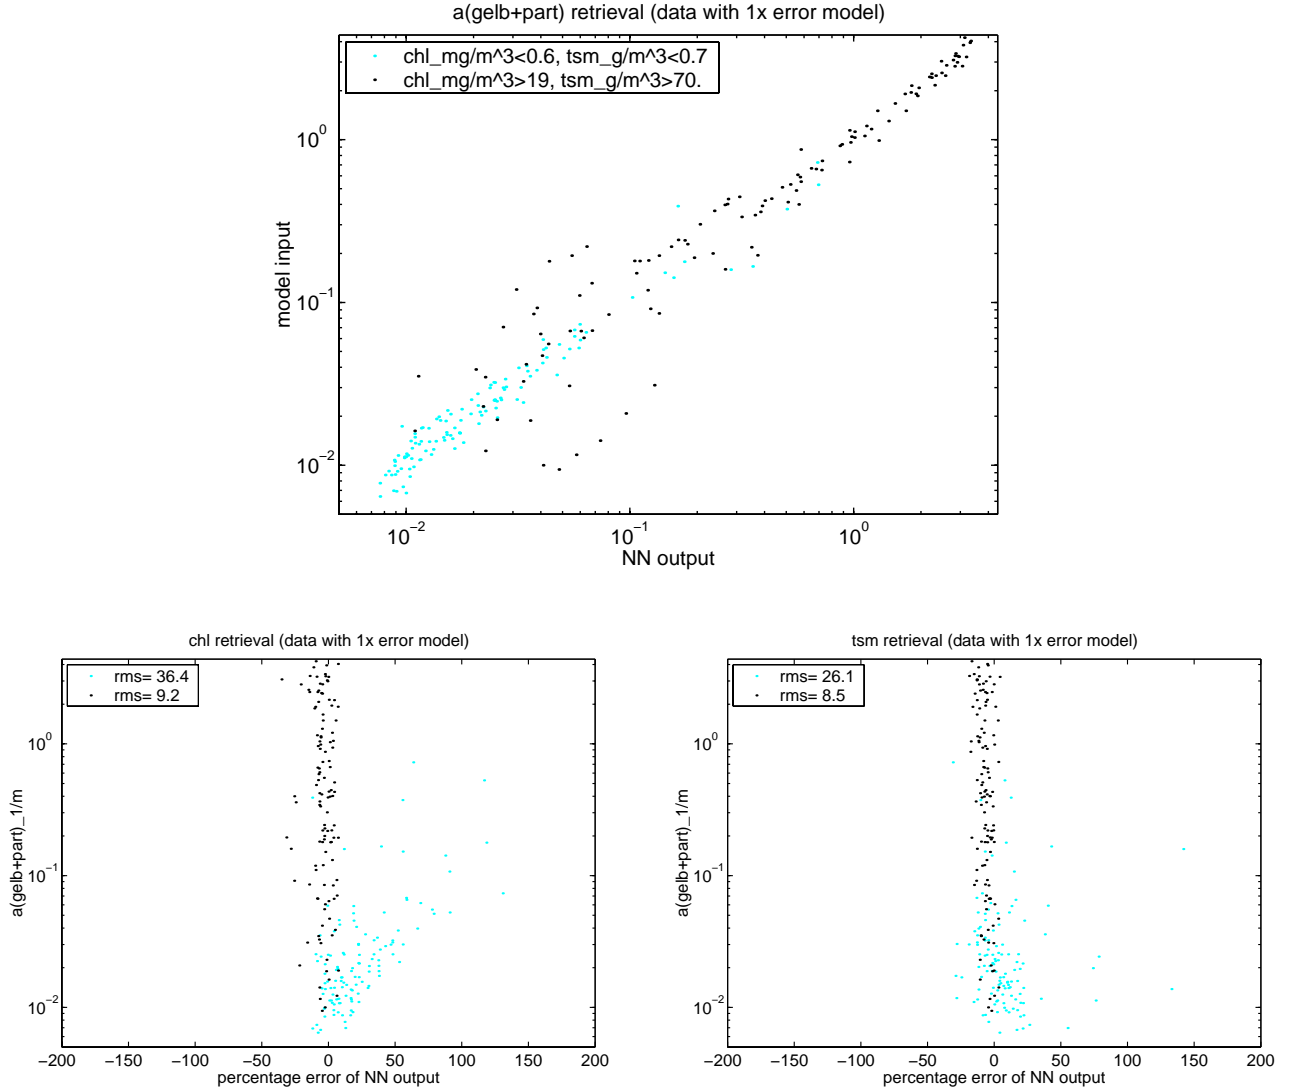 a(gelb+part) retrieval (data with 1x error model)
chl_mg/m^3<0.6, tsm_g/m^3<0.7
chl_mg/m^3>19, tsm_g/m^3>70.
model input
10^0
10^−1
10^−2
10^−2 10^−1 10^0
NN output
chl retrieval (data with 1x error model)
rms= 36.4
rms= 9.2
a(gelb+part)_1/m
10^0
10^−1
10^−2
−200 −150 −100 −50 0 50 100 150 200
percentage error of NN output
tsm retrieval (data with 1x error model)
rms= 26.1
rms= 8.5
a(gelb+part)_1/m
10^0
10^−1
10^−2
−200 −150 −100 −50 0 50 100 150 200
percentage error of NN output